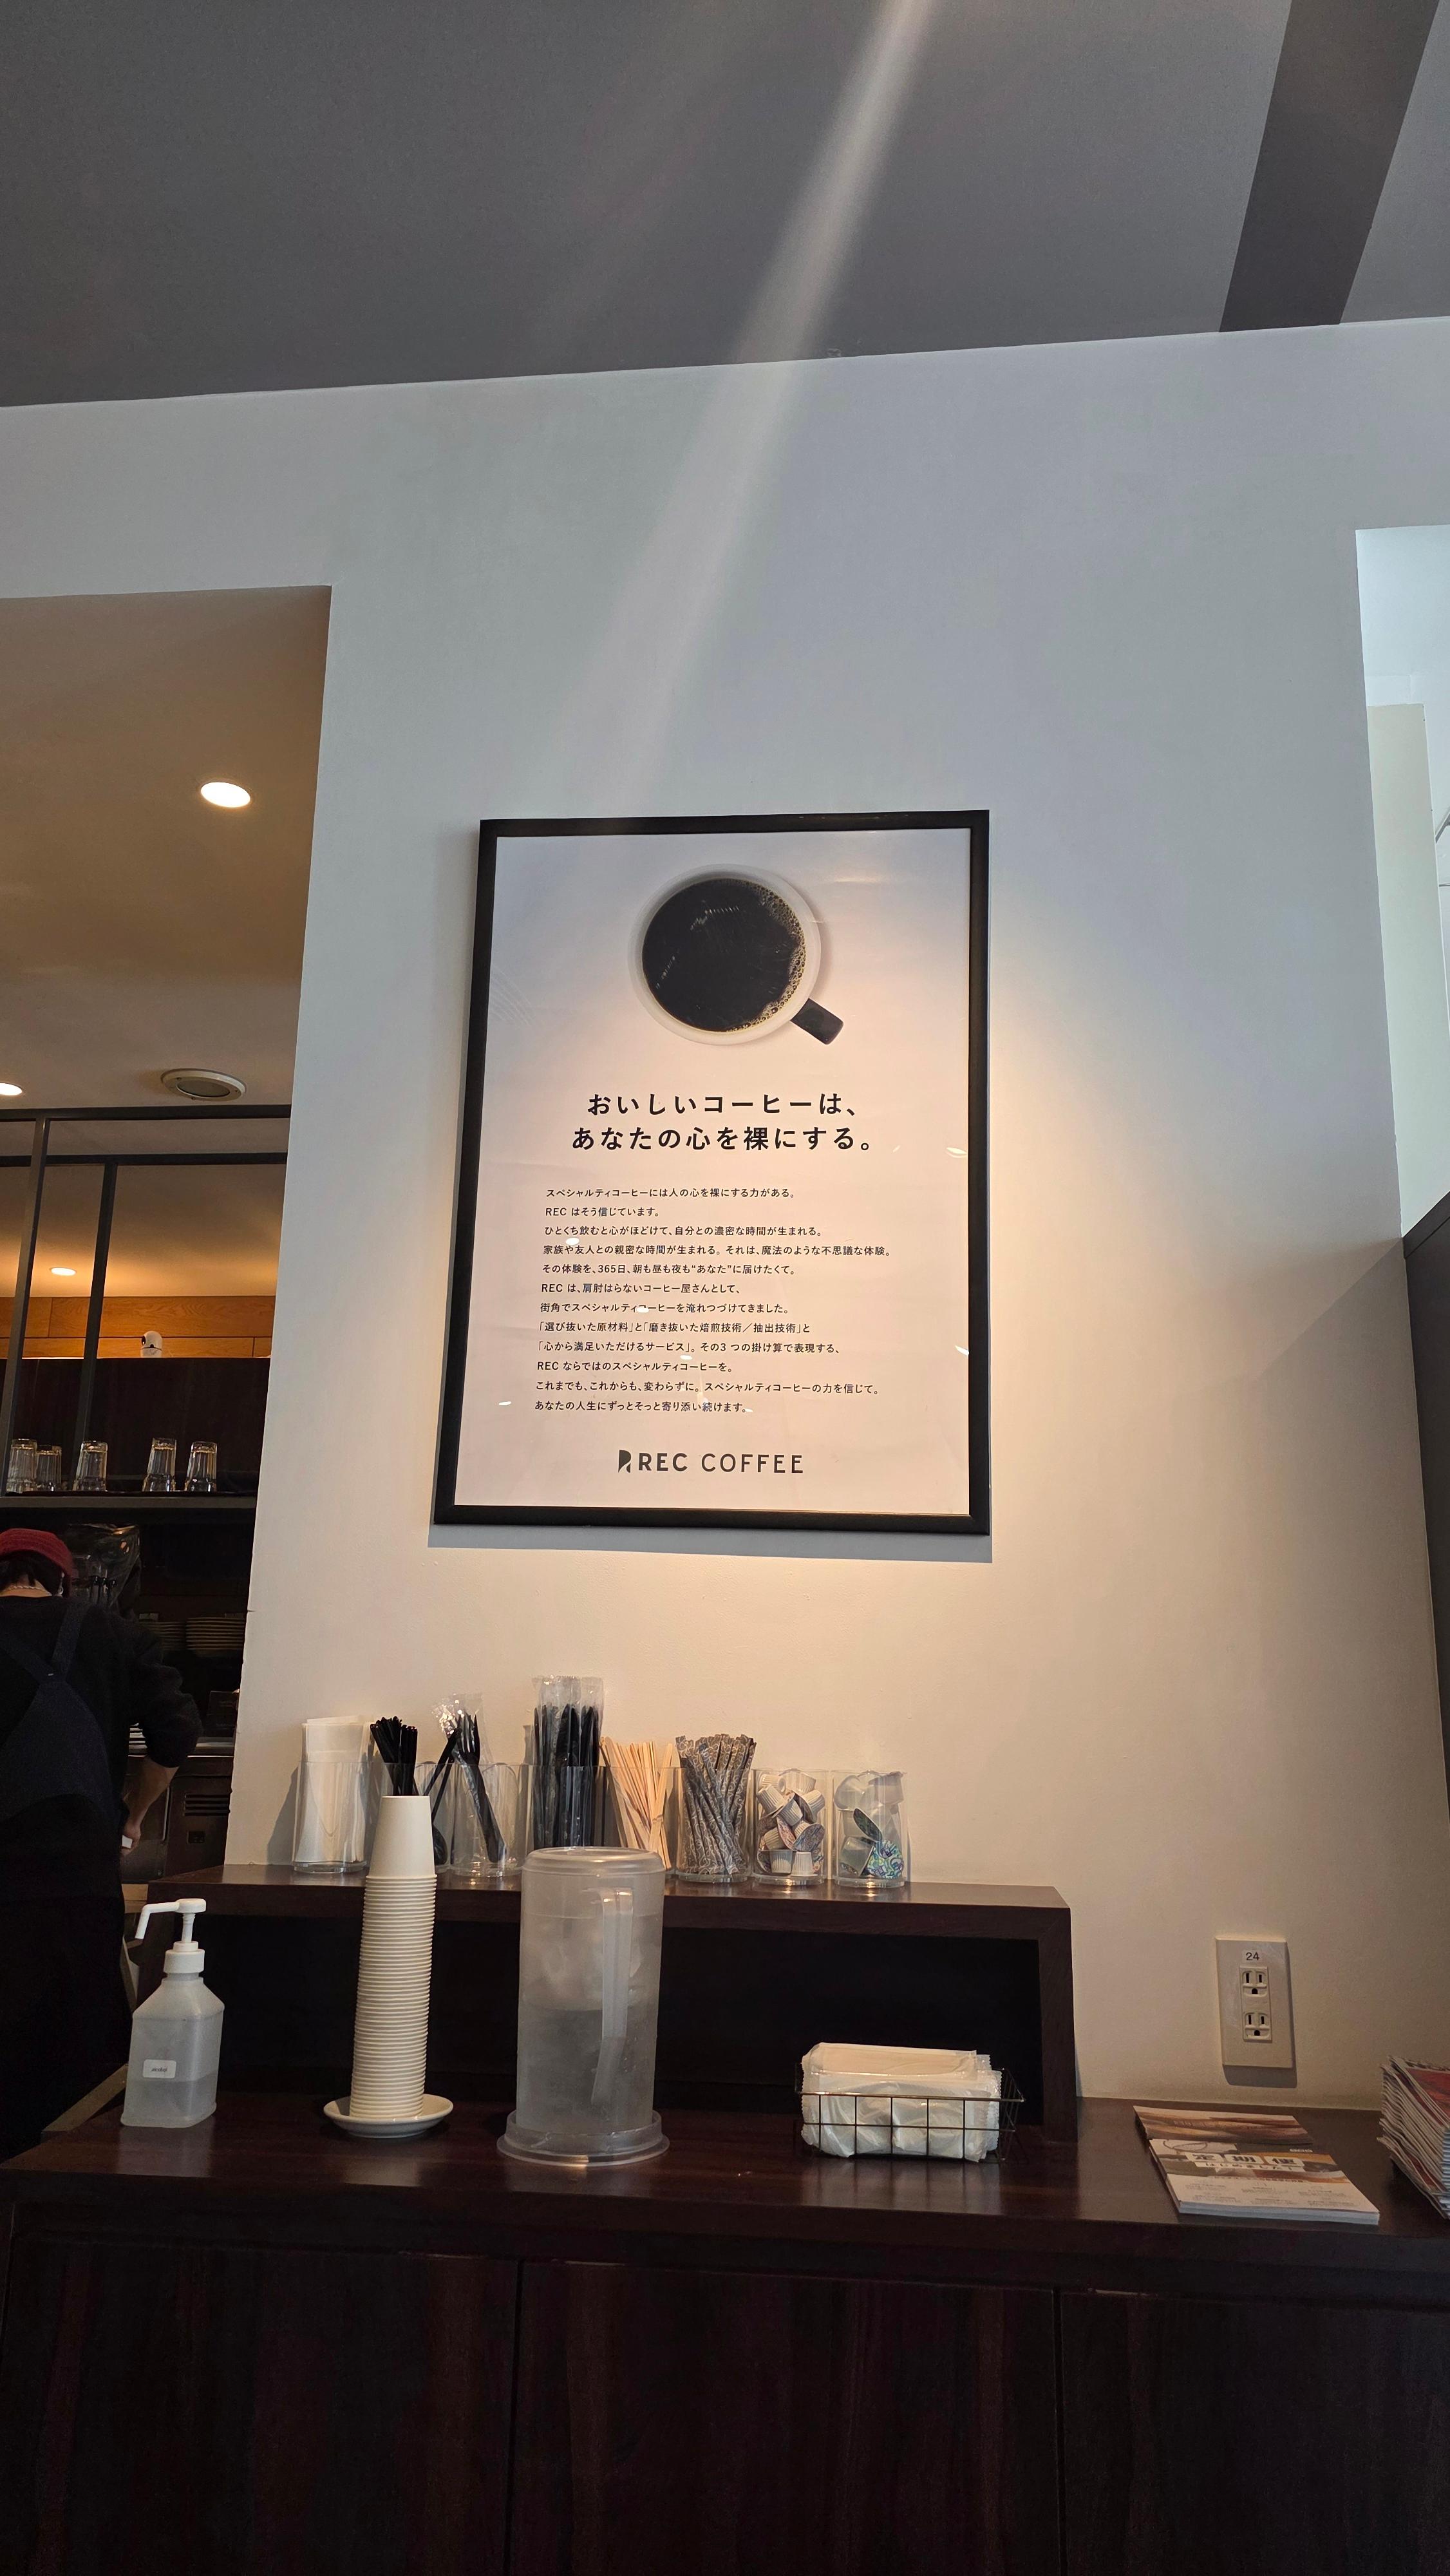 おいしいコーヒーは、
あなたの心を裸にする。
スペシャルティコーヒーには人の心を裸にする力がある。
REC はそう信じています。
ひとくち飲むと心がほどけて、自分との濃密な時間が生まれる。
家族や友人との親密な時間が生まれる。それは、魔法のような不思議な体験。
その体験を、365日、朝も昼も夜も“あなた”に届けたくて。
REC は、肩肘はらないコーヒー屋さんとして、
街角でスペシャルティコーヒーを淹れつづけてきました。
「選び抜いた原材料」と「磨き抜いた焙煎技術／抽出技術」と
「心から満足いただけるサービス」。その3 つの掛け算で表現する、
REC ならではのスペシャルティコーヒーを。
これまでも、これからも、変わらずに。スペシャルティコーヒーの力を信じて。
あなたの人生にずっとそっと寄り添い続けます。
REC COFFEE
24
alcohol
定期便
はじめました